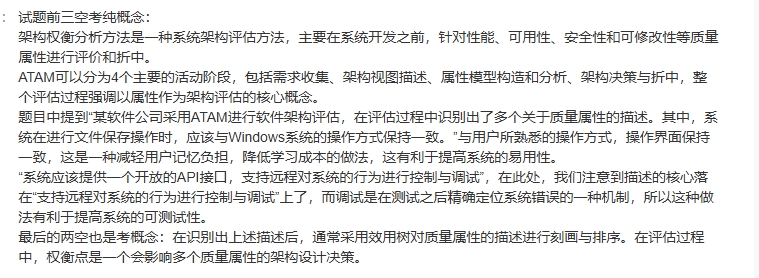 : 试题前三空考纯概念：
架构权衡分析方法是一种系统架构评估方法，主要在系统开发之前，针对性能、可用性、安全性和可修改性等质量
属性进行评价和折中。
ATAM可以分为4个主要的活动阶段，包括需求收集、架构视图描述、属性模型构造和分析、架构决策与折中，整
个评估过程强调以属性作为架构评估的核心概念。
题目中提到“某软件公司采用ATAM进行软件架构评估，在评估过程中识别出了多个关于质量属性的描述。其中，系
统在进行文件保存操作时，应该与Windows系统的操作方式保持一致。”与用户所熟悉的操作方式，操作界面保持
一致，这是一种减轻用户记忆负担，降低学习成本的做法，这有利于提高系统的易用性。
“系统应该提供一个开放的API接口，支持远程对系统的行为进行控制与调试”，在此处，我们注意到描述的核心落
在“支持远程对系统的行为进行控制与调试”上了，而调试是在测试之后精确定位系统错误的一种机制，所以这种做
法有利于提高系统的可测试性。
最后的两空也是考概念：在识别出上述描述后，通常采用效用树对质量属性的描述进行刻画与排序。在评估过程
中，权衡点是一个会影响多个质量属性的架构设计决策。